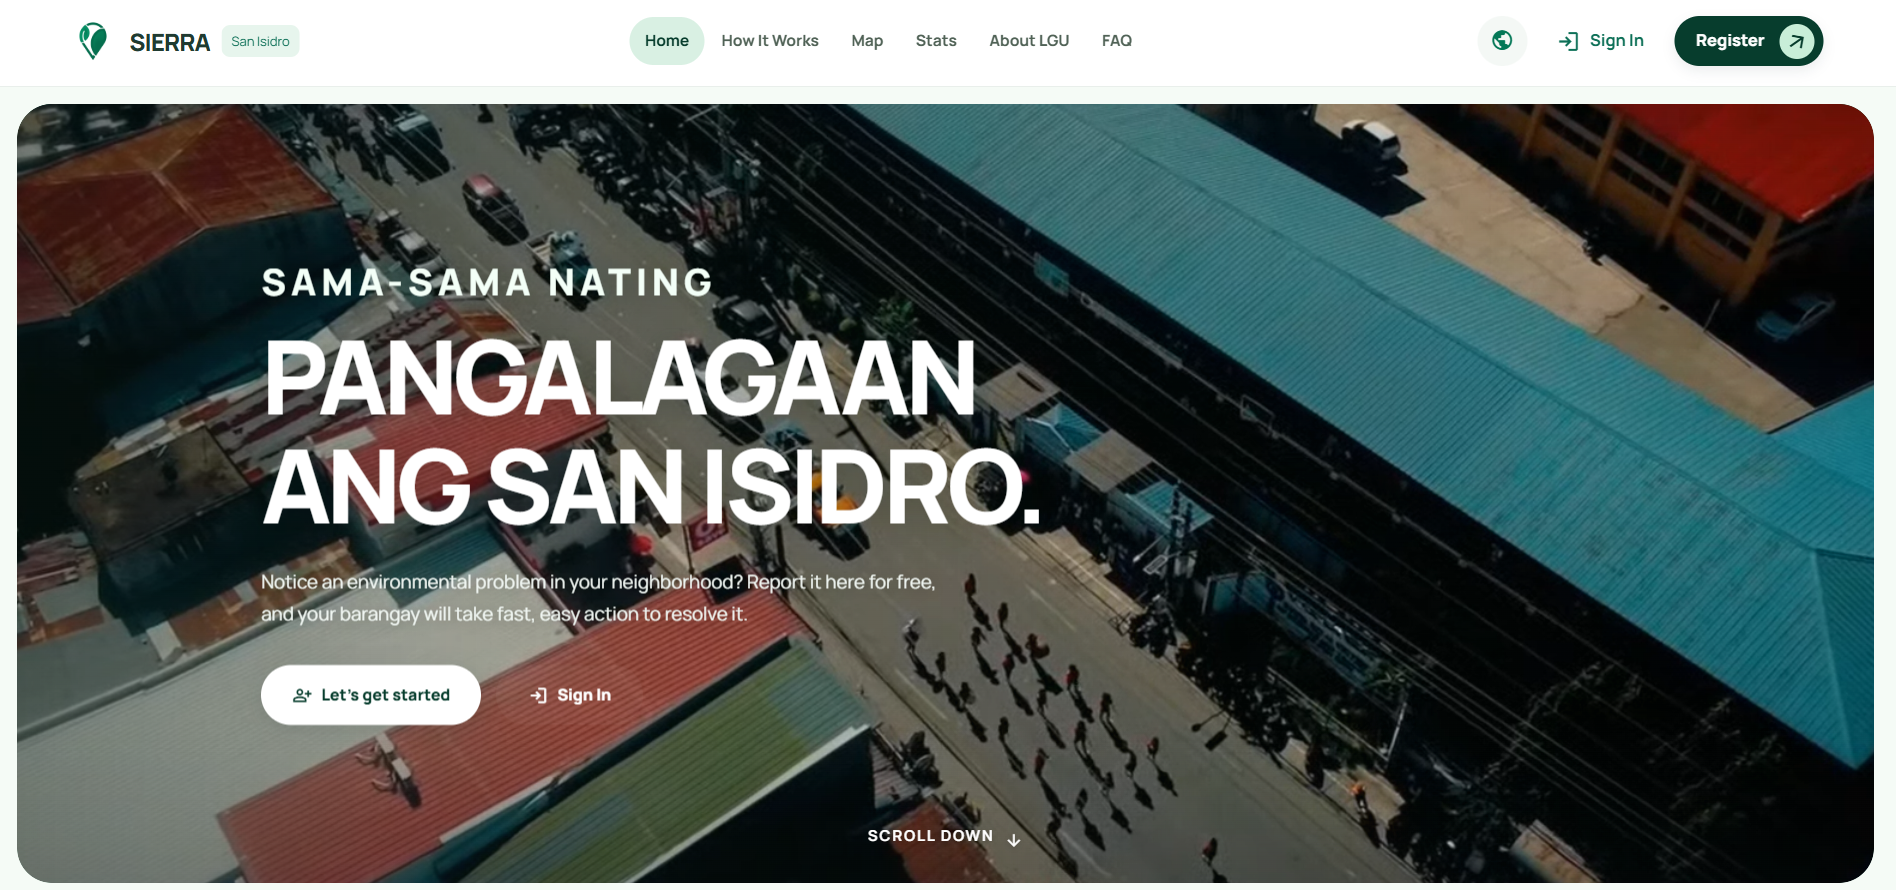 SIERRA
San Isidro
Home
How It Works
Map
Stats
About LGU
FAQ
Sign In
Register
SAMA-SAMA NATING
PANGALAGAAN
ANG SAN ISIDRO.
Notice an environmental problem in your neighborhood? Report it here for free,
and your barangay will take fast, easy action to resolve it.
Let's get started
Sign In
SCROLL DOWN